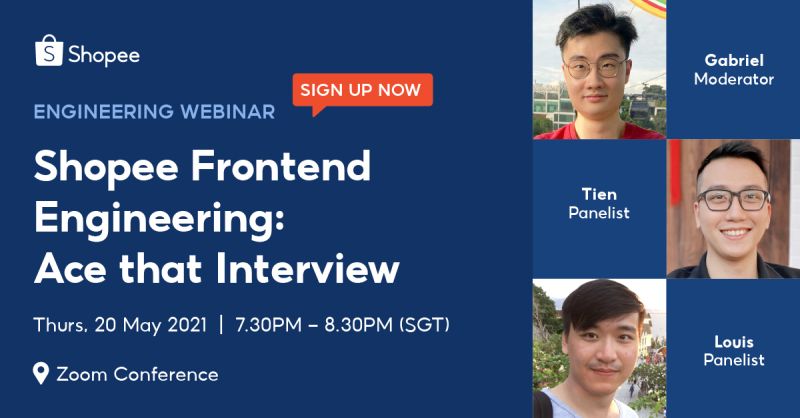 S Shopee
SIGN UP NOW
ENGINEERING WEBINAR
Shopee Frontend
Engineering:
Ace that Interview
Thurs, 20 May 2021 | 7.30PM – 8.30PM (SGT)
Zoom Conference
Gabriel
Moderator
Tien
Panelist
Louis
Panelist